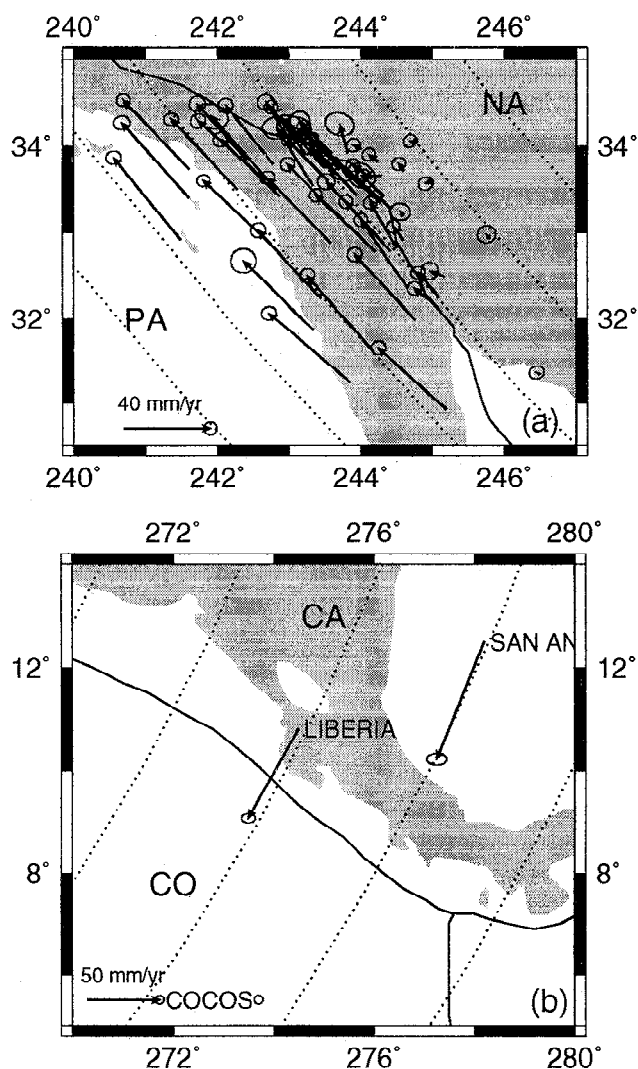 240° 242° 244° 246°
NA
34° 34°
32° 32°
PA
40 mm/yr
(a)
240° 242° 244° 246°
272° 276° 280°
CA
12° 12°
SAN AN
LIBERIA
8° 8°
CO
50 mm/yr
COCOS
(b)
272° 276° 280°